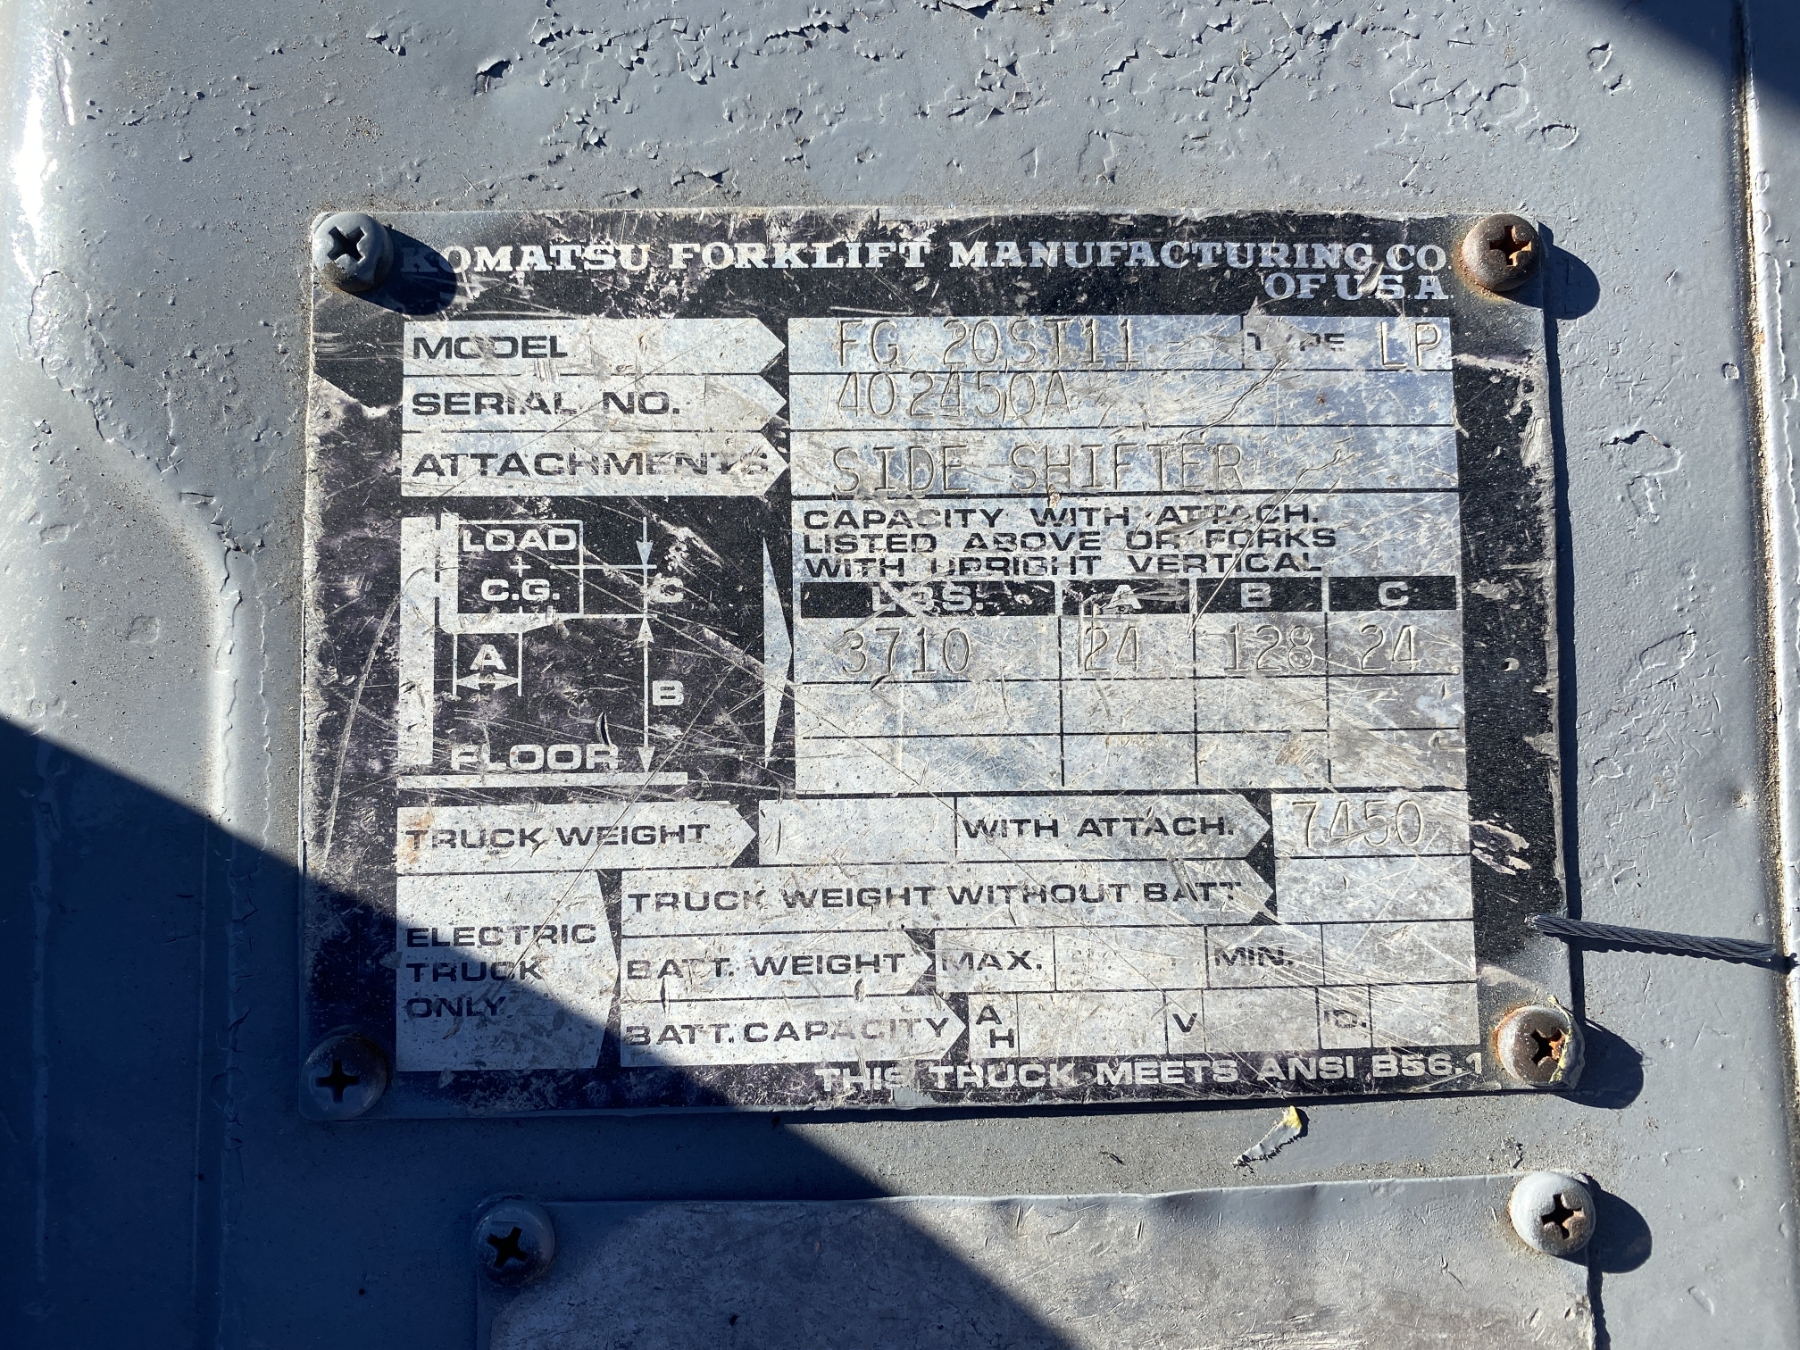 KOMATSU FORKLIFT MANUFACTURING CO.
OF U S A
MODEL FG 20ST11 TYPE LP
SERIAL NO. 402450A
ATTACHMENTS SIDE-SHIFTER
CAPACITY WITH ATTACH.
LISTED ABOVE OR FORKS
WITH UPRIGHT VERTICAL
LOAD
C.G.
C
A
B
FLOOR
LBS. A B C
3710 24 128 24
TRUCK WEIGHT WITH ATTACH. 7450
ELECTRIC
TRUCK
ONLY
TRUCK WEIGHT WITHOUT BATT
BATT. WEIGHT MAX. MIN.
BATT. CAPACITY A H V
THIS TRUCK MEETS ANSI B56.1